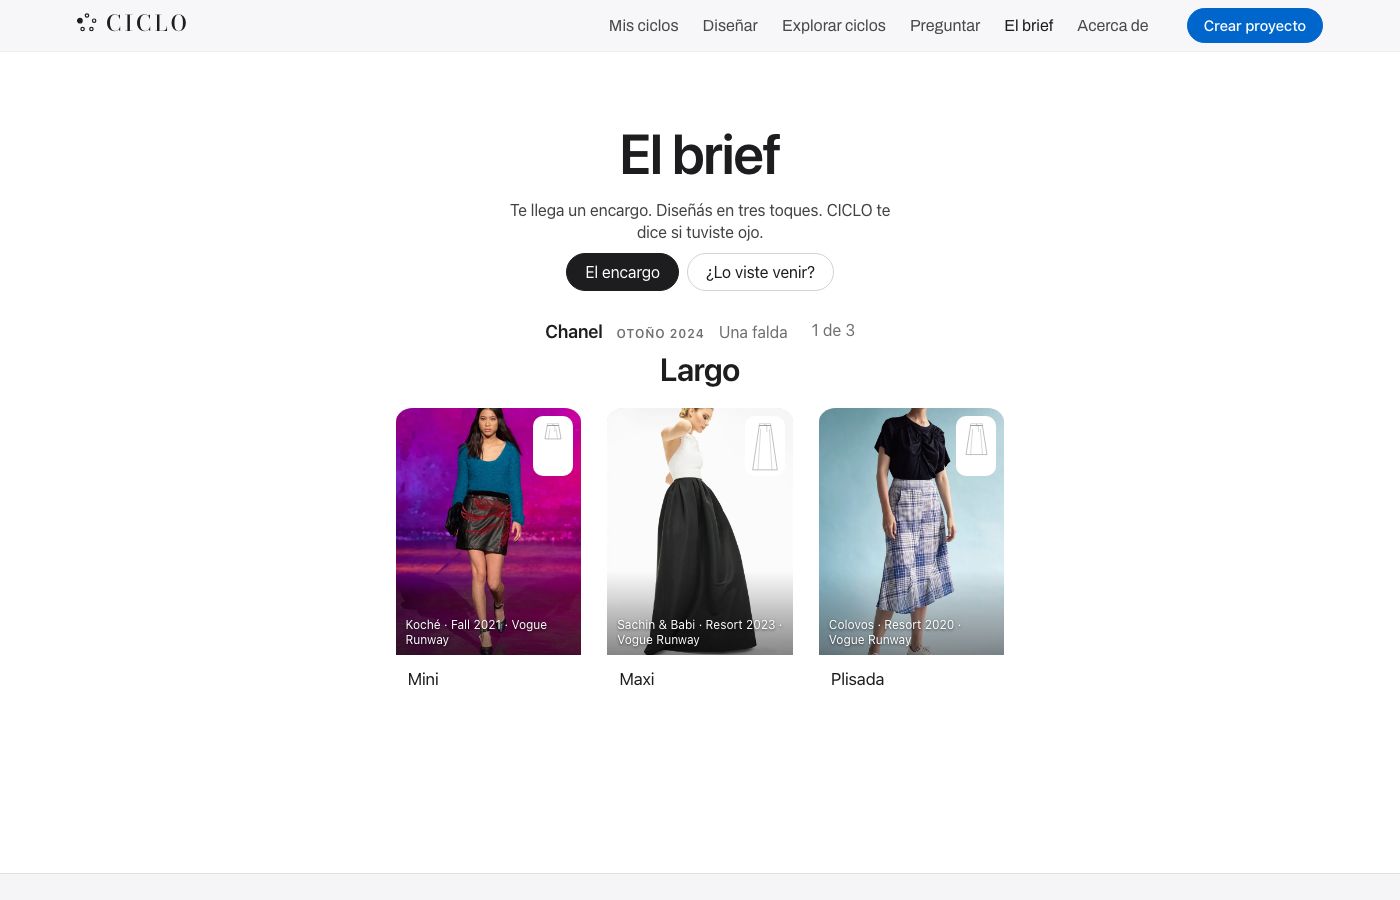 CICLO
Mis ciclos
Diseñar
Explorar ciclos
Preguntar
El brief
Acerca de
Crear proyecto
El brief
Te llega un encargo. Diseñás en tres toques. CICLO te
dice si tuviste ojo.
El encargo
¿Lo viste venir?
Chanel OTOÑO 2024 Una falda 1 de 3
Largo
Koché · Fall 2021 · Vogue
Runway
Mini
Sachin & Babi · Resort 2023 ·
Vogue Runway
Maxi
Colovos · Resort 2020 ·
Vogue Runway
Plisada